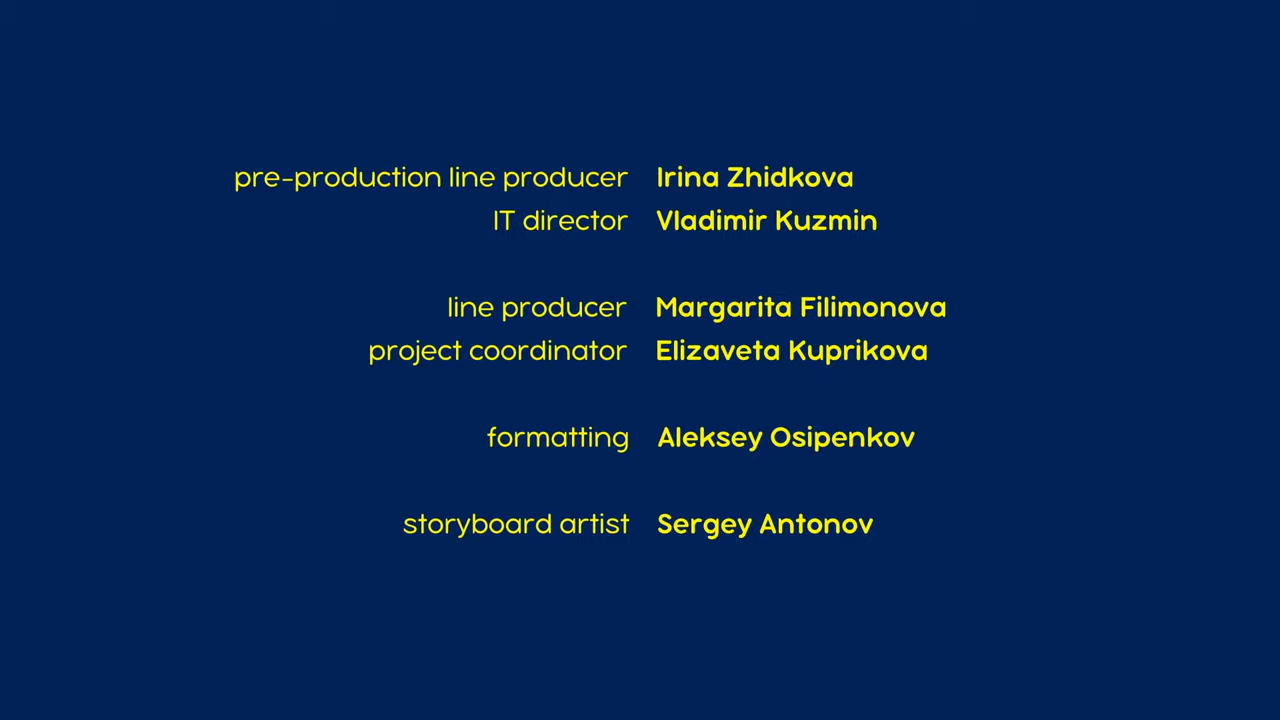 pre-production line producer Irina Zhidkova
IT director Vladimir Kuzmin
line producer Margarita Filimonova
project coordinator Elizaveta Kuprikova
formatting Aleksey Osipenkov
storyboard artist Sergey Antonov